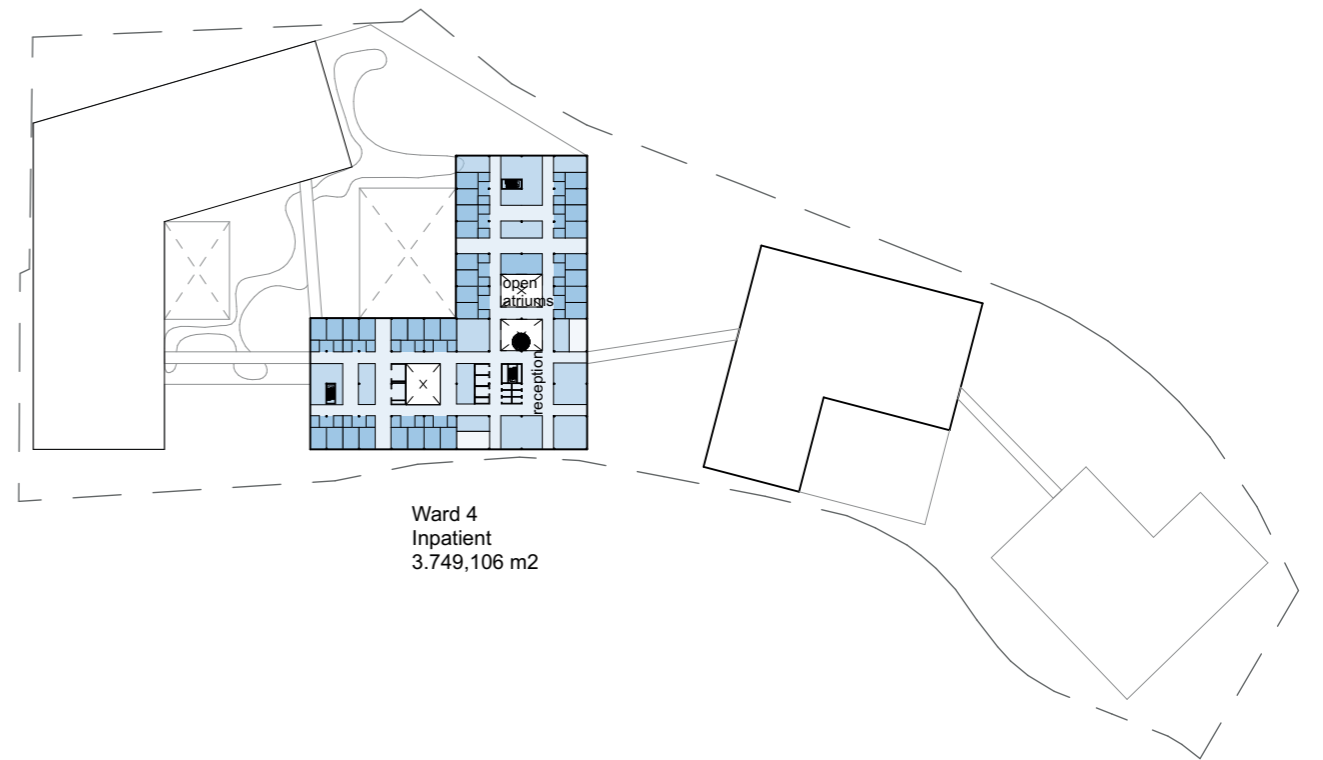 open
atriums
reception
Ward 4
Inpatient
3.749,106 m2